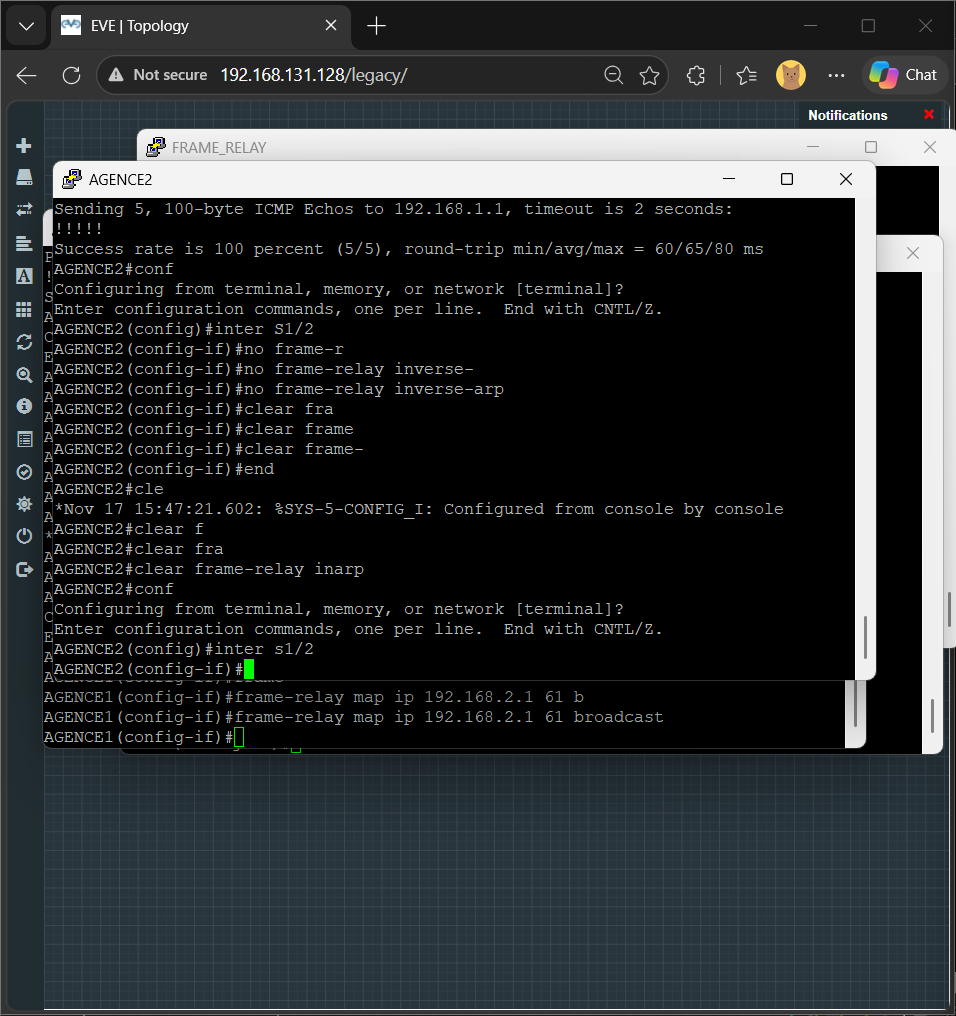 EVE | Topology
Not secure 192.168.131.128/legacy/
Chat
Notifications
FRAME_RELAY
AGENCE2
Sending 5, 100-byte ICMP Echos to 192.168.1.1, timeout is 2 seconds:
!!!!!
Success rate is 100 percent (5/5), round-trip min/avg/max = 60/65/80 ms
AGENCE2#conf
Configuring from terminal, memory, or network [terminal]?
Enter configuration commands, one per line.  End with CNTL/Z.
AGENCE2(config)#inter S1/2
AGENCE2(config-if)#no frame-r
AGENCE2(config-if)#no frame-relay inverse-
AGENCE2(config-if)#no frame-relay inverse-arp
AGENCE2(config-if)#clear fra
AGENCE2(config-if)#clear frame
AGENCE2(config-if)#clear frame-
AGENCE2(config-if)#end
AGENCE2#cle
*Nov 17 15:47:21.602: %SYS-5-CONFIG_I: Configured from console by console
AGENCE2#clear f
AGENCE2#clear fra
AGENCE2#clear frame-relay inarp
AGENCE2#conf
Configuring from terminal, memory, or network [terminal]?
Enter configuration commands, one per line.  End with CNTL/Z.
AGENCE2(config)#inter s1/2
AGENCE2(config-if)#
AGENCE1(config-if)#frame-relay map ip 192.168.2.1 61 b
AGENCE1(config-if)#frame-relay map ip 192.168.2.1 61 broadcast
AGENCE1(config-if)#